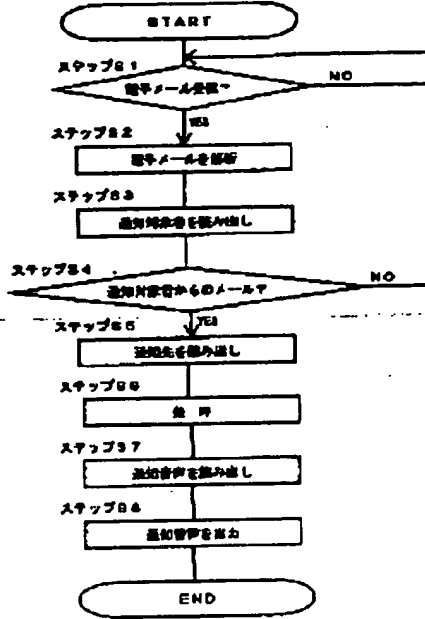 START
ステップS1
電子メール受信?
NO
YES
ステップS2
電子メールを解析
ステップS3
通知対象者を読み出し
ステップS4
通知対象者からのメール?
NO
YES
ステップS5
通知先を読み出し
ステップS6
ステップS7
通知音声を読み出し
ステップS8
通知音声を出力
END